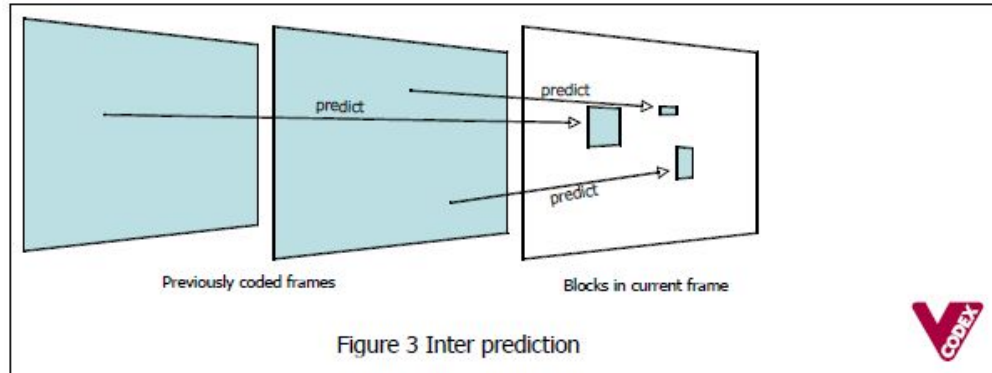 predict
predict
predict
Previously coded frames
Blocks in current frame
Figure 3 Inter prediction
V
CODEX